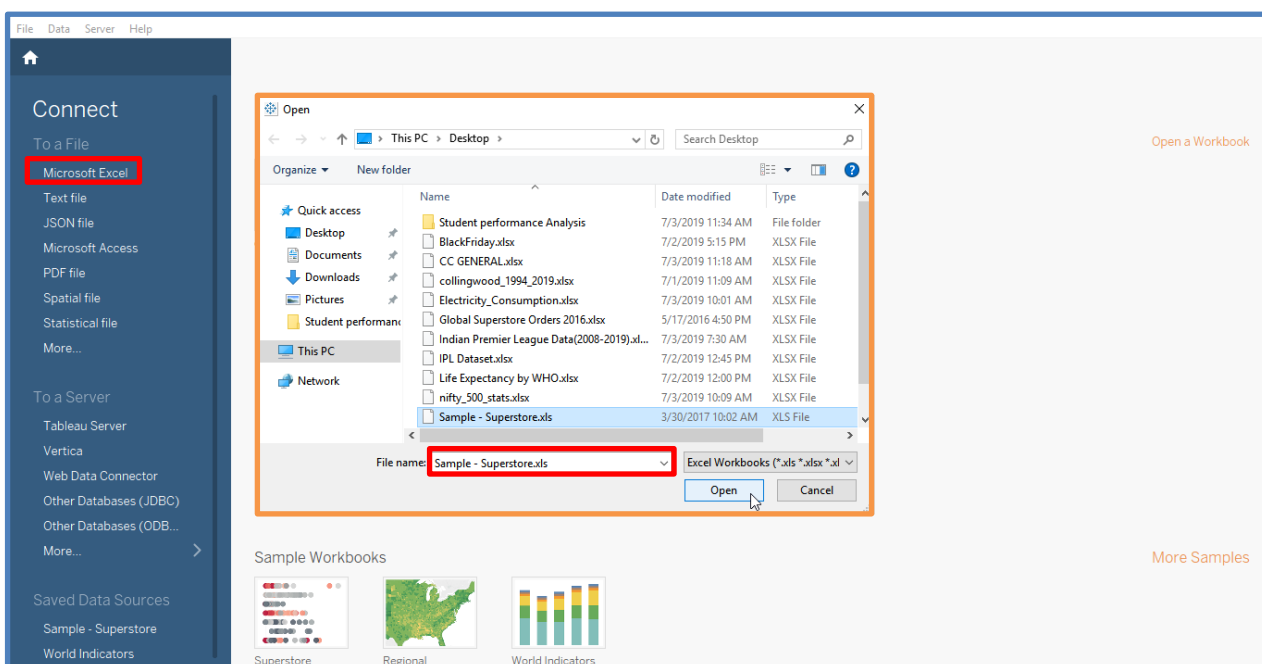 File Data Server Help
Connect
To a File
Microsoft Excel
Text file
JSON file
Microsoft Access
PDF file
Spatial file
Statistical file
More...
To a Server
Tableau Server
Vertica
Web Data Connector
Other Databases (JDBC)
Other Databases (ODB...
More...
Saved Data Sources
Sample - Superstore
World Indicators
Open
This PC > Desktop >
Search Desktop
Organize New folder
Quick access
Desktop
Documents
Downloads
Pictures
Student performanc
This PC
Network
Name Date modified Type
Student performance Analysis 7/3/2019 11:34 AM File folder
BlackFriday.xlsx 7/2/2019 5:15 PM XLSX File
CC GENERAL.xlsx 7/3/2019 11:18 AM XLSX File
collingwood_1994_2019.xlsx 7/1/2019 11:09 AM XLSX File
Electricity_Consumption.xlsx 7/3/2019 10:01 AM XLSX File
Global Superstore Orders 2016.xlsx 5/17/2016 4:50 PM XLSX File
Indian Premier League Data(2008-2019).xl... 7/3/2019 7:30 AM XLSX File
IPL Dataset.xlsx 7/2/2019 12:45 PM XLSX File
Life Expectancy by WHO.xlsx 7/2/2019 12:00 PM XLSX File
nifty_500_stats.xlsx 7/3/2019 10:09 AM XLSX File
Sample - Superstore.xls 3/30/2017 10:02 AM XLS File
File name: Sample - Superstore.xls Excel Workbooks (*.xls *.xlsx *.xl
Open Cancel
Open a Workbook
Sample Workbooks
More Samples
Superstore Regional World Indicators